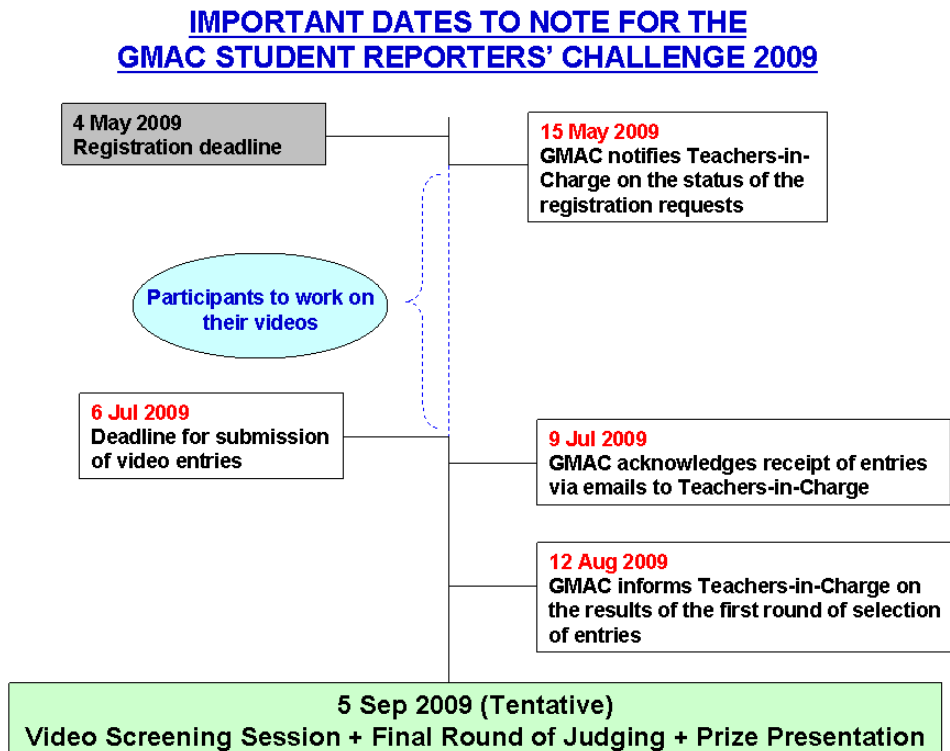 IMPORTANT DATES TO NOTE FOR THE
GMAC STUDENT REPORTERS' CHALLENGE 2009
4 May 2009
Registration deadline
15 May 2009
GMAC notifies Teachers-in-
Charge on the status of the
registration requests
Participants to work on
their videos
6 Jul 2009
Deadline for submission
of video entries
9 Jul 2009
GMAC acknowledges receipt of entries
via emails to Teachers-in-Charge
12 Aug 2009
GMAC informs Teachers-in-Charge on
the results of the first round of selection
of entries
5 Sep 2009 (Tentative)
Video Screening Session + Final Round of Judging + Prize Presentation